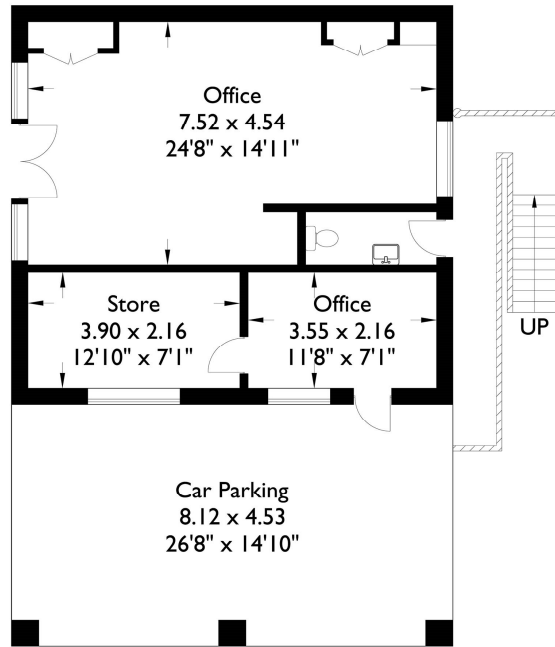 Office
7.52 x 4.54
24'8" x 14'11"
Store
3.90 x 2.16
12'10" x 7'1"
Office
3.55 x 2.16
11'8" x 7'1"
UP
Car Parking
8.12 x 4.53
26'8" x 14'10"